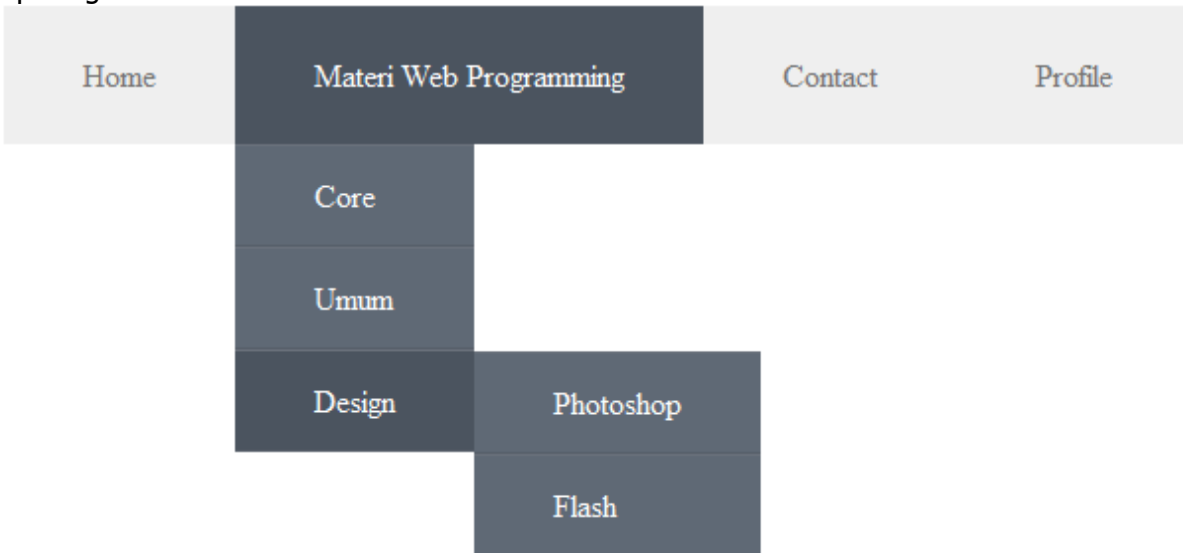 Home
Materi Web Programming
Contact
Profile
Core
Umum
Design
Photoshop
Flash